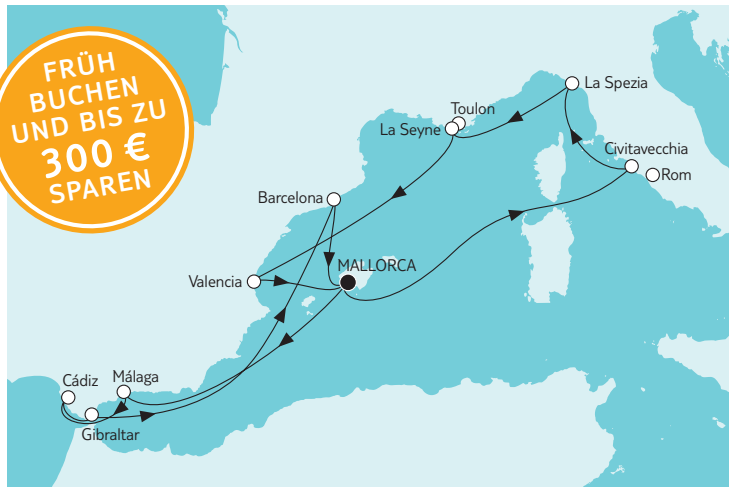 FRÜH
BUCHEN
UND BIS ZU
300 €
SPAREN
La Spezia
Toulon
La Seyne
Civitavecchia
Rom
Barcelona
MALLORCA
Valencia
Cádiz
Málaga
Gibraltar